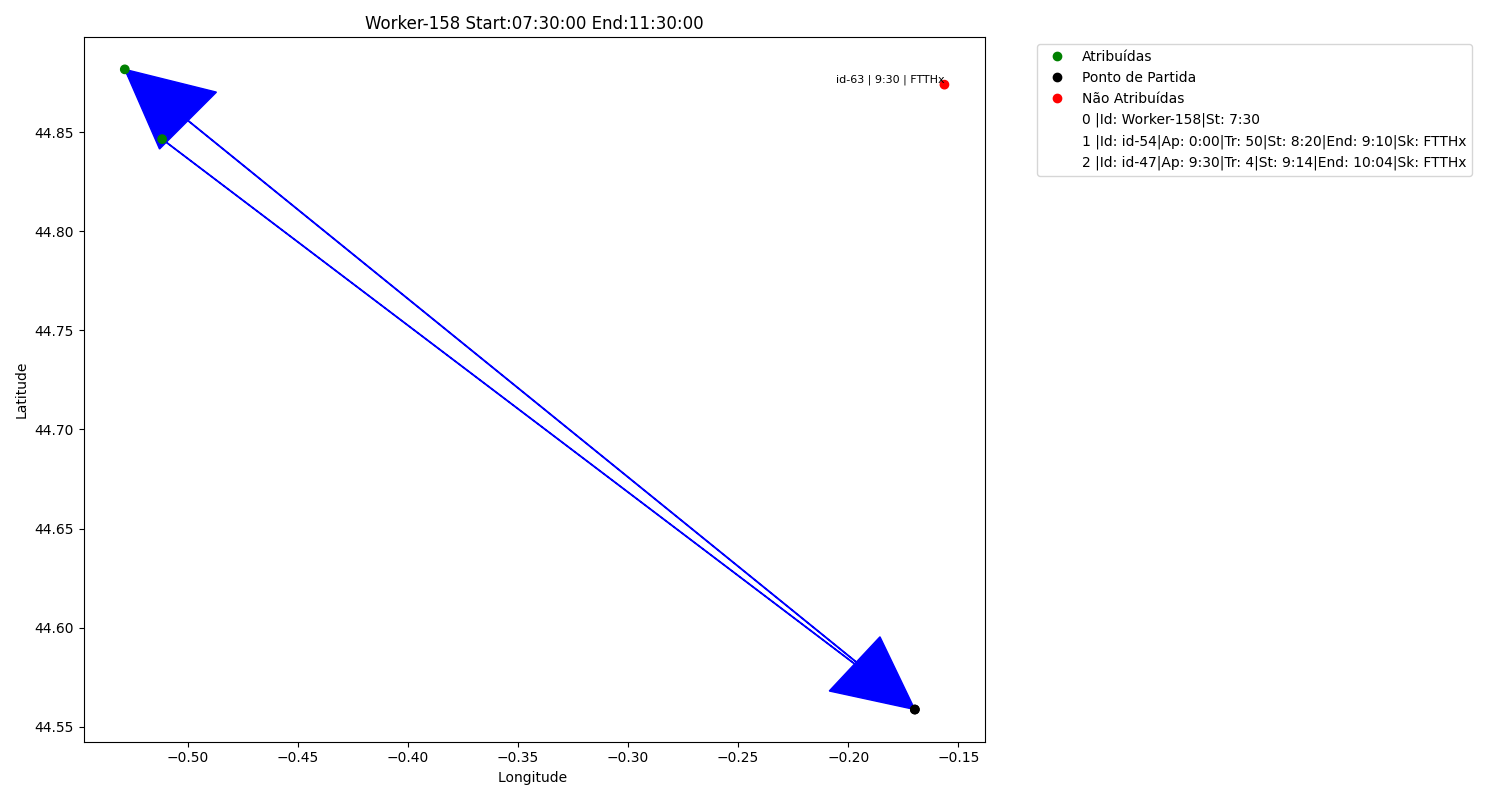 Worker-158 Start:07:30:00 End:11:30:00
id-63 | 9:30 | FTTHx
Atribuídas
Ponto de Partida
Não Atribuídas
0 |Id: Worker-158|St: 7:30
1 |Id: id-54|Ap: 0:00|Tr: 50|St: 8:20|End: 9:10|Sk: FTTHx
2 |Id: id-47|Ap: 9:30|Tr: 4|St: 9:14|End: 10:04|Sk: FTTHx
Latitude
44.85
44.80
44.75
44.70
44.65
44.60
44.55
−0.50 −0.45 −0.40 −0.35 −0.30 −0.25 −0.20 −0.15
Longitude